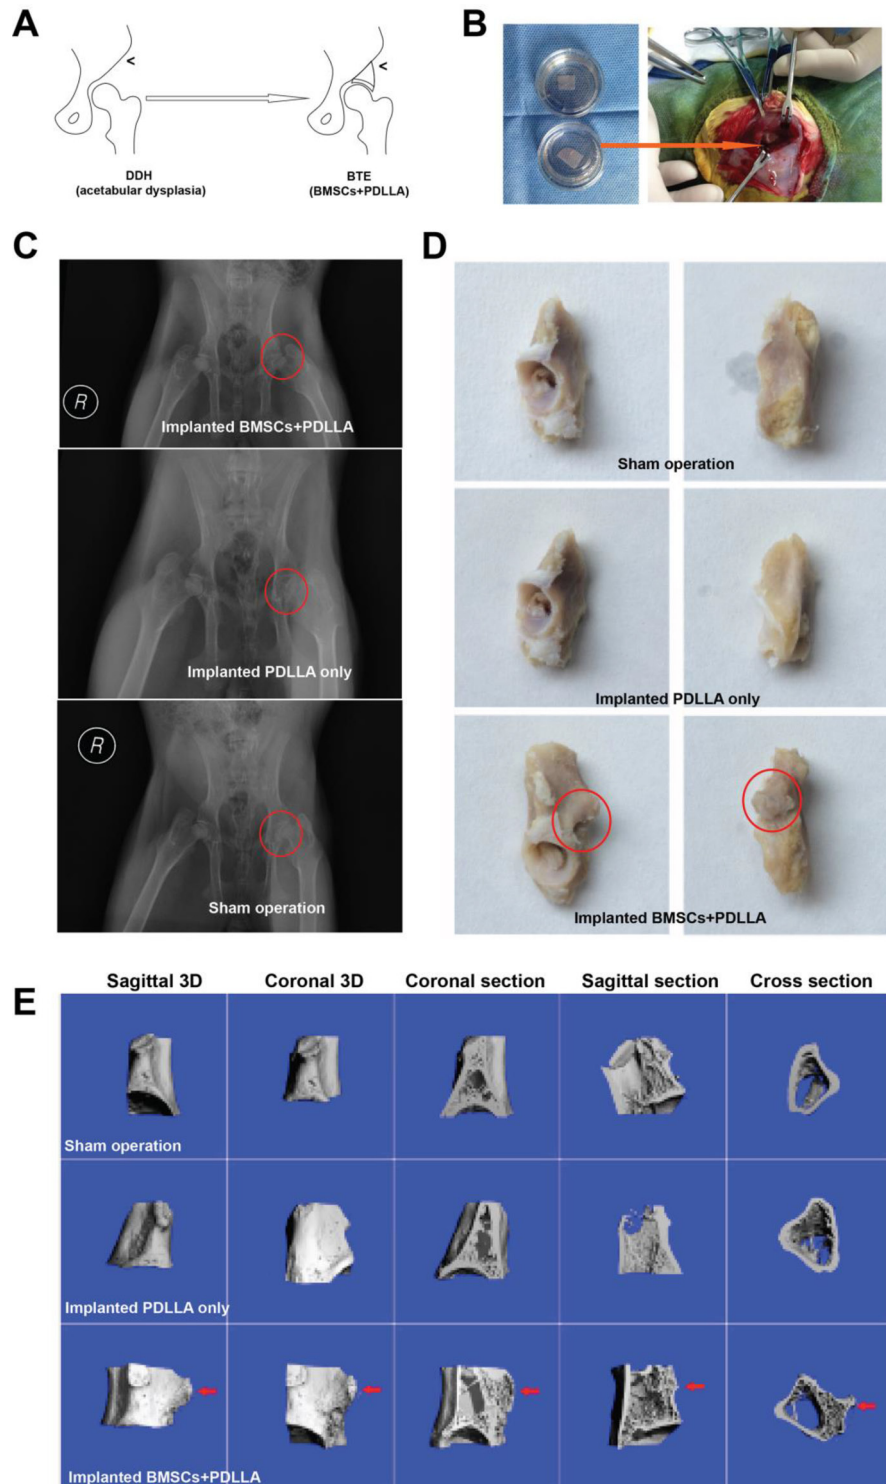 A
<
<
DDH
(acetabular dysplasia)
BTE
(BMSCs+PDLLA)
B
C
R
Implanted BMSCs+PDLLA
Implanted PDLLA only
R
Sham operation
D
Sham operation
Implanted PDLLA only
Implanted BMSCs+PDLLA
E
Sagittal 3D Coronal 3D Coronal section Sagittal section Cross section
Sham operation
Implanted PDLLA only
Implanted BMSCs+PDLLA